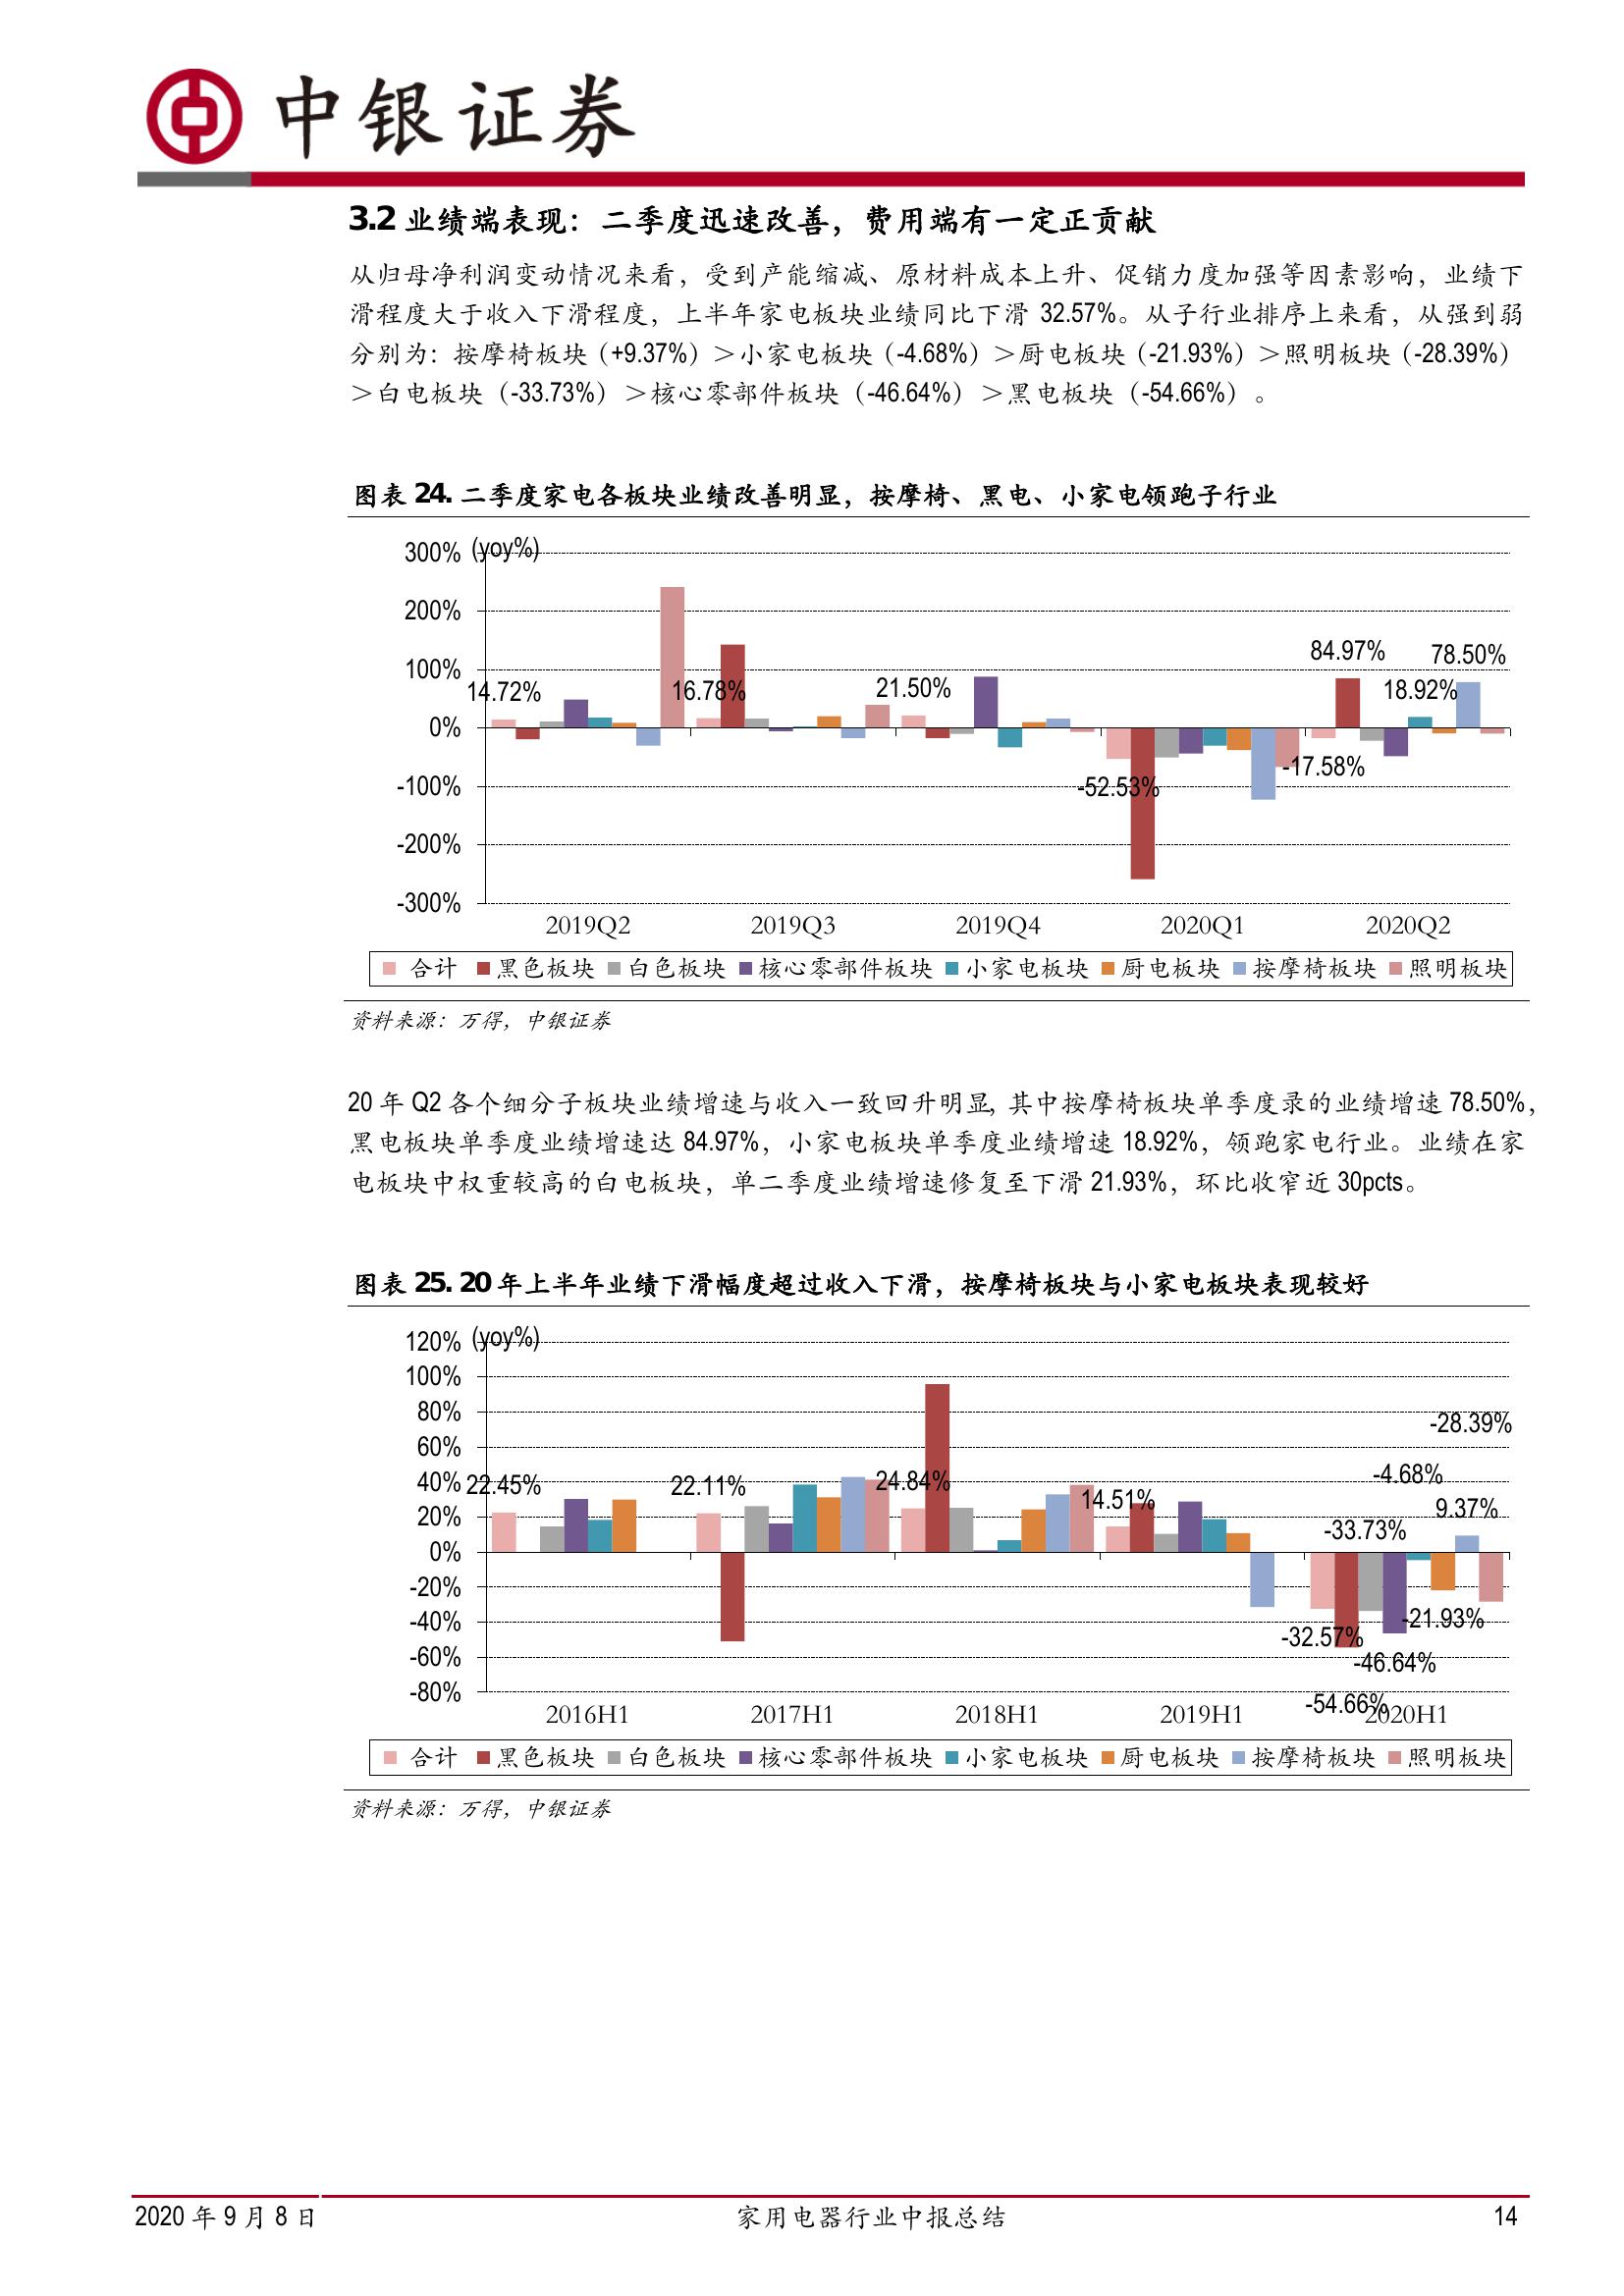 中银证券
3.2 业绩端表现：二季度迅速改善，费用端有一定正贡献
从归母净利润变动情况来看，受到产能缩减、原材料成本上升、促销力度加强等因素影响，业绩下
滑程度大于收入下滑程度，上半年家电板块业绩同比下滑 32.57%。从子行业排序上来看，从强到弱
分别为：按摩椅板块（+9.37%）＞小家电板块（-4.68%）＞厨电板块（-21.93%）＞照明板块（-28.39%）
＞白电板块（-33.73%）＞核心零部件板块（-46.64%）＞黑电板块（-54.66%）。
图表 24. 二季度家电各板块业绩改善明显，按摩椅、黑电、小家电领跑子行业
300% (yoy%)
200%
100%
0%
-100%
-200%
-300%
14.72%
16.78%
21.50%
-52.53%
-17.58%
84.97%
18.92%
78.50%
2019Q2 2019Q3 2019Q4 2020Q1 2020Q2
合计 黑色板块 白色板块 核心零部件板块 小家电板块 厨电板块 按摩椅板块 照明板块
资料来源：万得，中银证券
20 年 Q2 各个细分子板块业绩增速与收入一致回升明显，其中按摩椅板块单季度录的业绩增速 78.50%，
黑电板块单季度业绩增速达 84.97%，小家电板块单季度业绩增速 18.92%，领跑家电行业。业绩在家
电板块中权重较高的白电板块，单二季度业绩增速修复至下滑 21.93%，环比收窄近 30pcts。
图表 25. 20 年上半年业绩下滑幅度超过收入下滑，按摩椅板块与小家电板块表现较好
120% (yoy%)
100%
80%
60%
40%
20%
0%
-20%
-40%
-60%
-80%
22.45%
22.11%
24.84%
14.51%
-28.39%
-4.68%
9.37%
-33.73%
-21.93%
-32.57%
-46.64%
-54.66%
2016H1 2017H1 2018H1 2019H1 2020H1
合计 黑色板块 白色板块 核心零部件板块 小家电板块 厨电板块 按摩椅板块 照明板块
资料来源：万得，中银证券
2020 年 9 月 8 日 家用电器行业中报总结 14